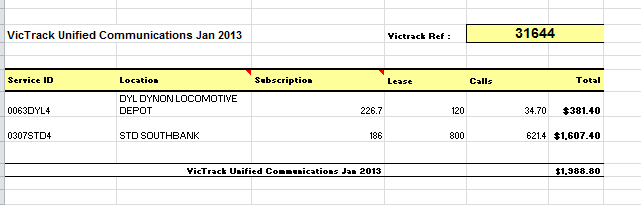 VicTrack Unified Communications Jan 2013 Victrack Ref : 31644
Service ID Location Subscription Lease Calls Total
DYL DYNON LOCOMOTIVE
0063DYL4 DEPOT 226.7 120 34.70 $381.40
0307STD4 STD SOUTHBANK 186 800 621.4 $1,607.40
VicTrack Unified Communications Jan 2013 $1,988.80